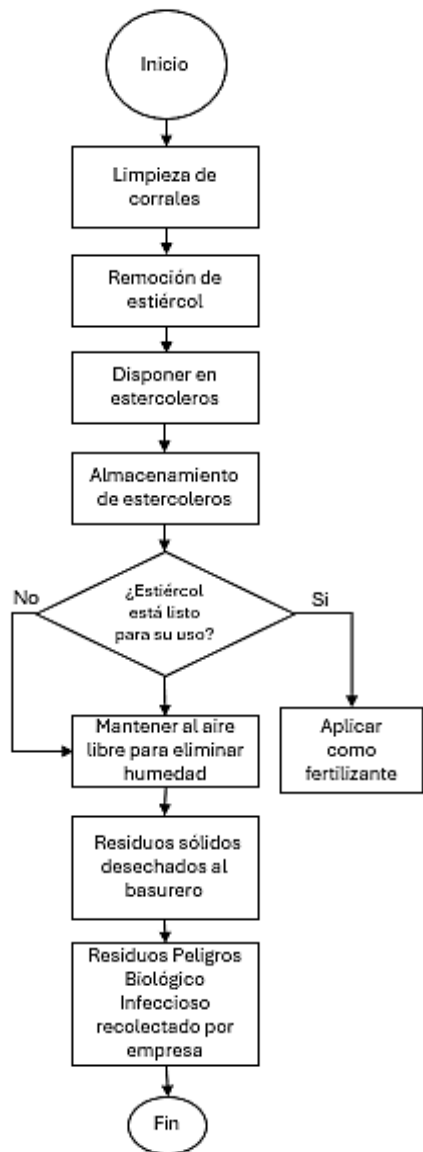 Inicio
Limpieza de
corrales
Remoción de
estiércol
Disponer en
estercoleros
Almacenamiento
de estercoleros
No
¿Estiércol
está listo
para su uso?
Si
Mantener al aire
libre para eliminar
humedad
Aplicar
como
fertilizante
Residuos sólidos
desechados al
basurero
Residuos Peligros
Biológico
Infeccioso
recolectado por
empresa
Fin